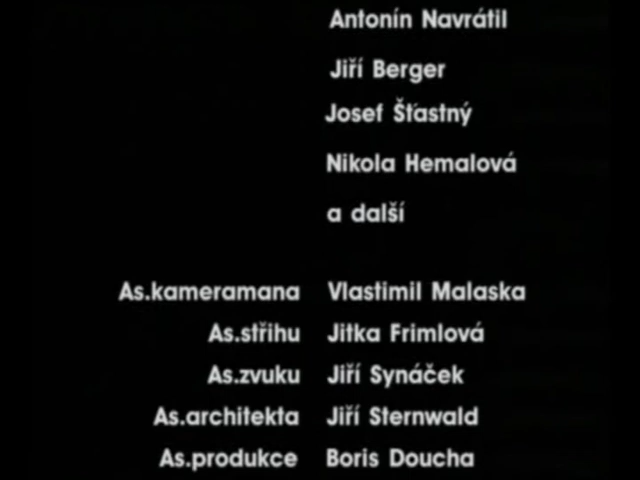 Antonín Navrátil
Jiří Berger
Josef Šťastný
Nikola Hemalová
a další
As.kameramana Vlastimil Malaska
As.střihu Jitka Frimlová
As.zvuku Jiří Synáček
As.architekta Jiří Sternwald
As.produkce Boris Doucha